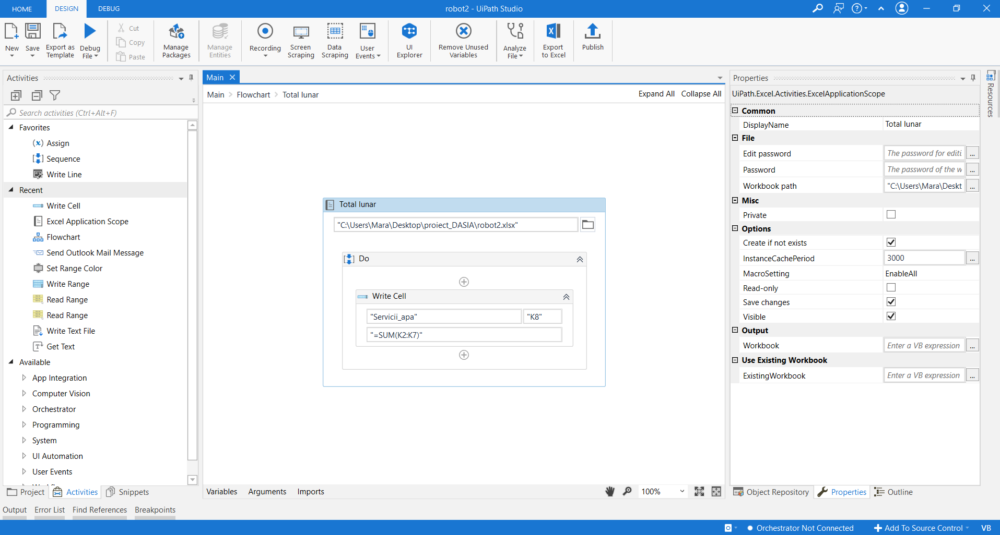 HOME DESIGN DEBUG robot2 - UiPath Studio
New Save Export as Template Debug File Cut Copy Paste Manage Packages Manage Entities Recording Screen Scraping Data Scraping User Events UI Explorer Remove Unused Variables Analyze File Export to Excel Publish
Activities
Search activities (Ctrl+Alt+F)
Favorites
Assign
Sequence
Write Line
Recent
Write Cell
Excel Application Scope
Flowchart
Send Outlook Mail Message
Set Range Color
Write Range
Read Range
Read Range
Write Text File
Get Text
Available
App Integration
Computer Vision
Orchestrator
Programming
System
UI Automation
User Events
Project Activities Snippets
Main
Main > Flowchart > Total lunar Expand All Collapse All
Total lunar
"C:\Users\Mara\Desktop\proiect_DASIA\robot2.xlsx"
Do
Write Cell
"Servicii_apa" "K8"
"=SUM(K2:K7)"
Variables Arguments Imports 100%
Properties
UiPath.Excel.Activities.ExcelApplicationScope
Common
DisplayName Total lunar
File
Edit password The password for editi
Password The password of the w
Workbook path "C:\Users\Mara\Deskt
Misc
Private
Options
Create if not exists
InstanceCachePeriod 3000
MacroSetting EnableAll
Read-only
Save changes
Visible
Output
Workbook Enter a VB expression
Use Existing Workbook
ExistingWorkbook Enter a VB expression
Object Repository Properties Outline
Resources
Output Error List Find References Breakpoints
Orchestrator Not Connected Add To Source Control VB